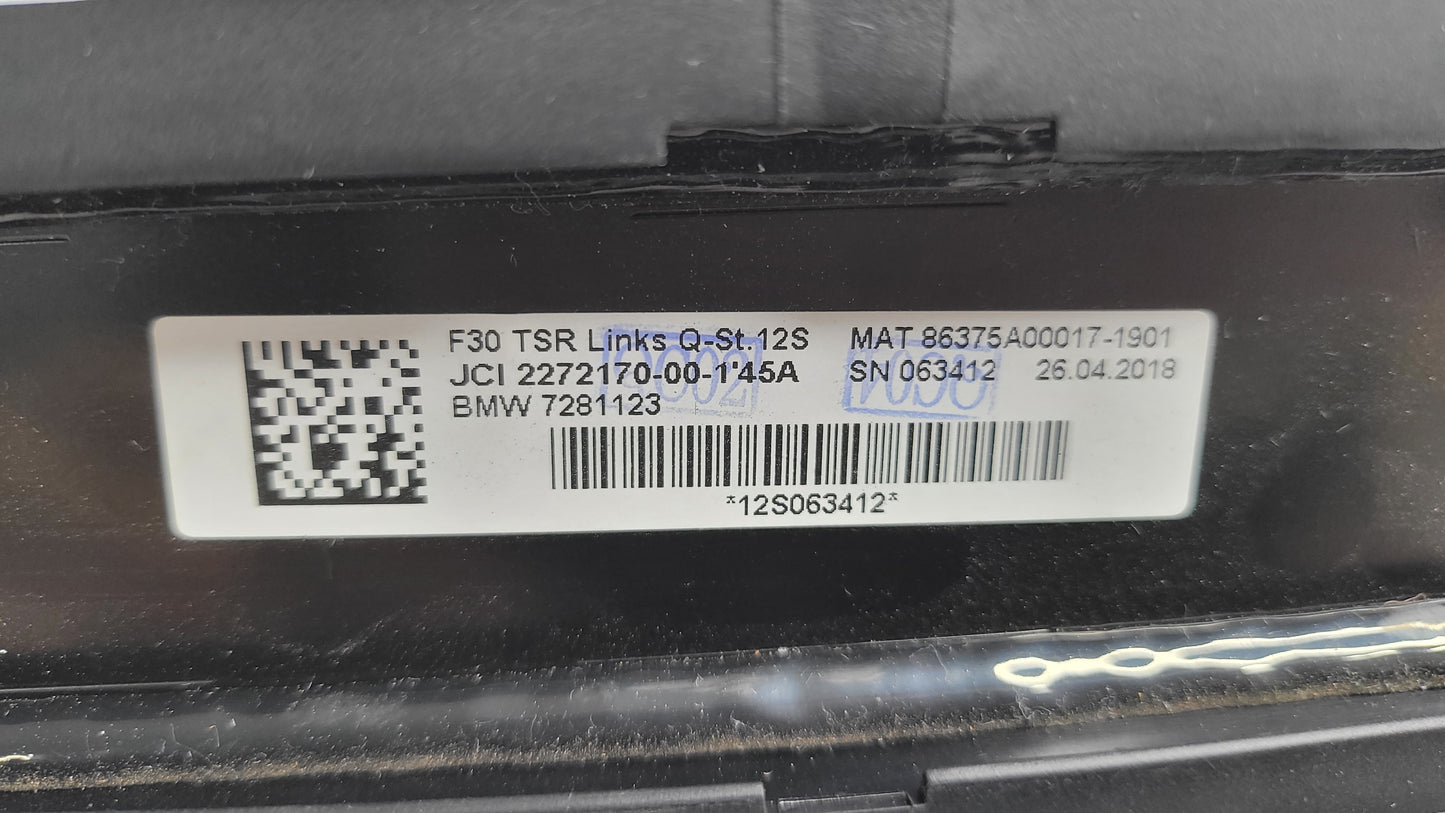 F30 TSR Links Q-St.12S MAT 86375A00017-1901
JCI 2272170-00-1'45A SN 063412 26.04.2018
BMW 7281123
*12S063412*